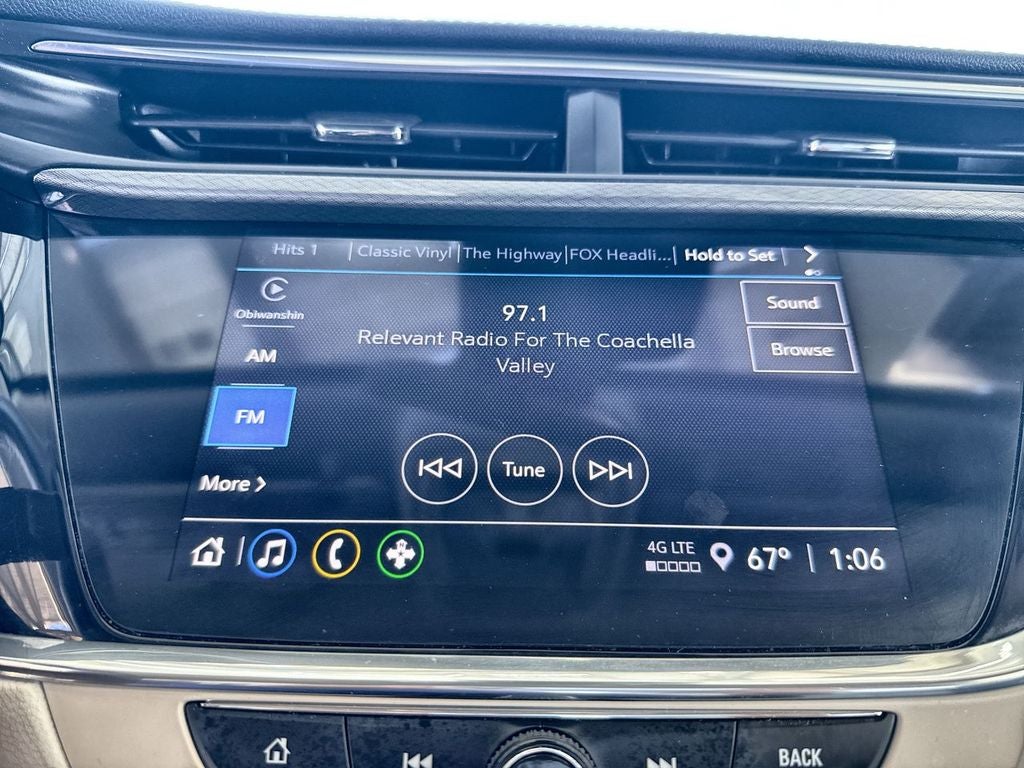 Hits 1 Classic Vinyl The Highway FOX Headli... Hold to Set
Obiwanshin
97.1
Sound
Relevant Radio For The Coachella
Valley
Browse
AM
FM
Tune
More
4G LTE
67° 1:06
BACK